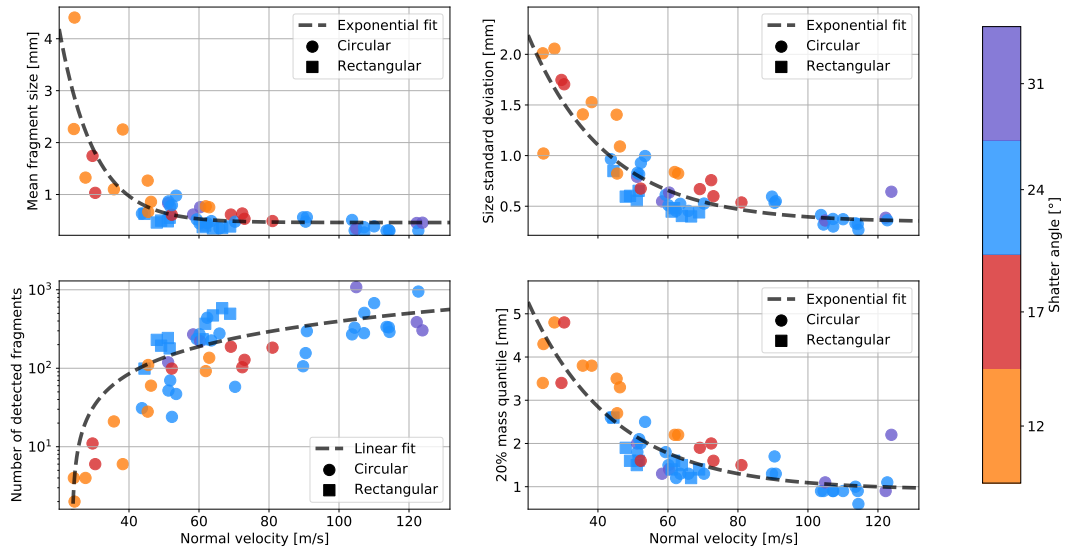 Mean fragment size [mm]
4
3
2
1
Exponential fit
Circular
Rectangular
Size standard deviation [mm]
2.0
1.5
1.0
0.5
Exponential fit
Circular
Rectangular
Number of detected fragments
10³
10²
10¹
Linear fit
Circular
Rectangular
40 60 80 100 120
Normal velocity [m/s]
20% mass quantile [mm]
5
4
3
2
1
Exponential fit
Circular
Rectangular
40 60 80 100 120
Normal velocity [m/s]
31
24
17
12
Shatter angle [°]